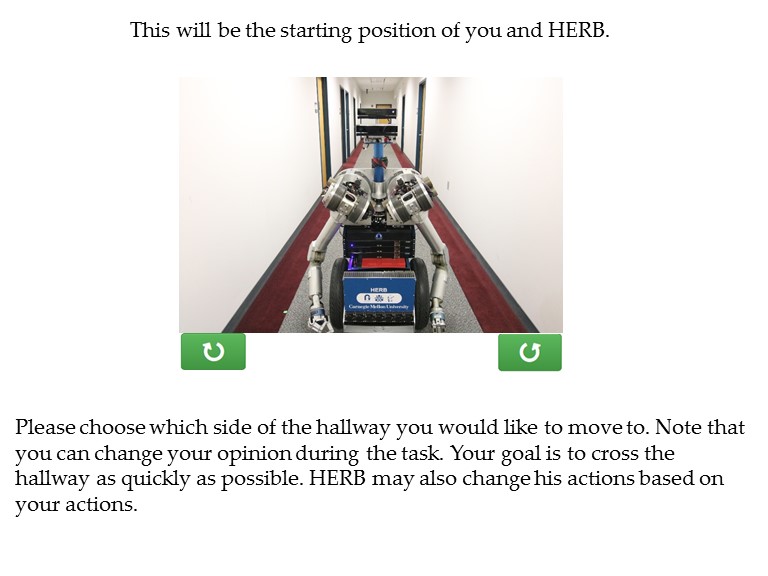 This will be the starting position of you and HERB.
HERB
Carnegie Mellon University
Please choose which side of the hallway you would like to move to. Note that
you can change your opinion during the task. Your goal is to cross the
hallway as quickly as possible. HERB may also change his actions based on
your actions.